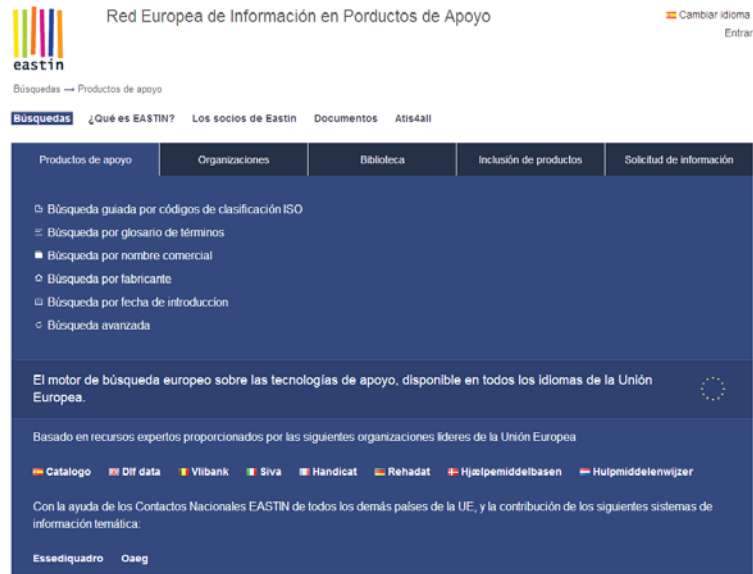 Red Europea de Información en Porductos de Apoyo
Cambiar idioma
Entrar
eastin
Búsquedas → Productos de apoyo
Búsquedas ¿Qué es EASTIN? Los socios de Eastin Documentos Atis4all
Productos de apoyo Organizaciones Biblioteca Inclusión de productos Solicitud de información
Búsqueda guiada por códigos de clasificación ISO
Búsqueda por glosario de términos
Búsqueda por nombre comercial
Búsqueda por fabricante
Búsqueda por fecha de introduccion
Búsqueda avanzada
El motor de búsqueda europeo sobre las tecnologías de apoyo, disponible en todos los idiomas de la Unión
Europea.
Basado en recursos expertos proporcionados por las siguientes organizaciones líderes de la Unión Europea
Catalogo Dlf data Vlibank Siva Handicat Rehadat Hjælpemiddelbasen Hulpmiddelenwijzer
Con la ayuda de los Contactos Nacionales EASTIN de todos los demás países de la UE, y la contribución de los siguientes sistemas de
información temática:
Essediquadro Oaeg